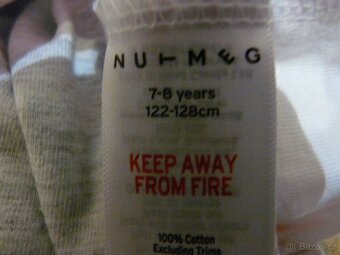 NUTMEG
7-8 years
122-128cm
KEEP AWAY
FROM FIRE
100% Cotton
Excluding Trims